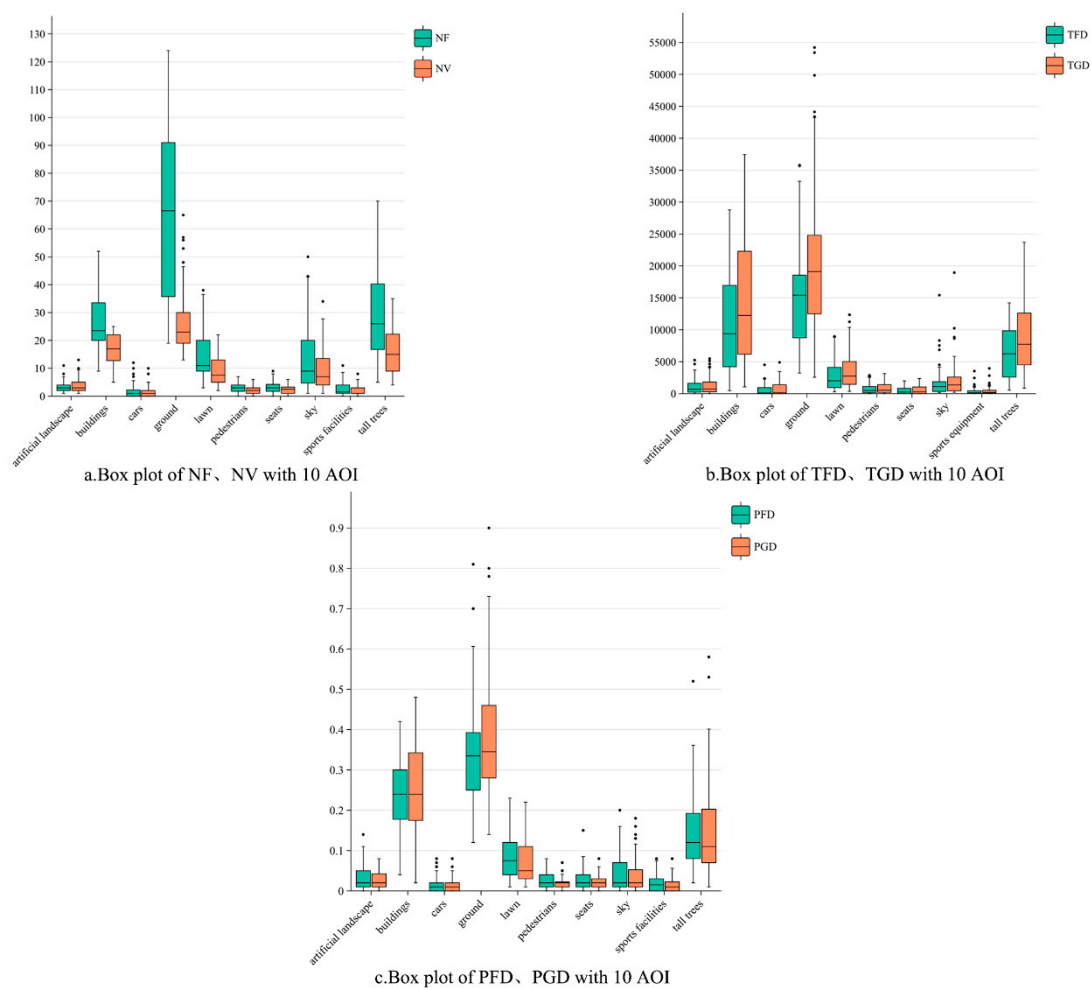 130
120
110
100
90
80
70
60
50
40
30
20
10
0
NF
NV
artificial landscape
buildings
cars
ground
lawn
pedestrians
seats
sky
sports facilities
tall trees
a.Box plot of NF、NV with 10 AOI
55000
50000
45000
40000
35000
30000
25000
20000
15000
10000
5000
0
TFD
TGD
artificial landscape
buildings
cars
ground
lawn
pedestrians
seats
sky
sports equipment
tall trees
b.Box plot of TFD、TGD with 10 AOI
0.9
0.8
0.7
0.6
0.5
0.4
0.3
0.2
0.1
0
PFD
PGD
artificial landscape
buildings
cars
ground
lawn
pedestrians
seats
sky
sports facilities
tall trees
c.Box plot of PFD、PGD with 10 AOI